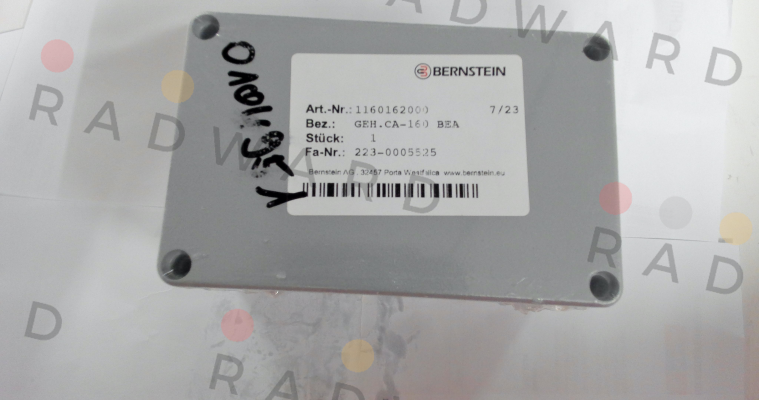 BERNSTEIN
Art.-Nr.: 1160162000 7/23
Bez.: GEH.CA-160 BEA
Stück: 1
Fa-Nr.: 223-0005525
Bernstein AG . 32457 Porta Westfalica www.bernstein.eu
RADWARD
RADWARD
RAD
D
RADWARD